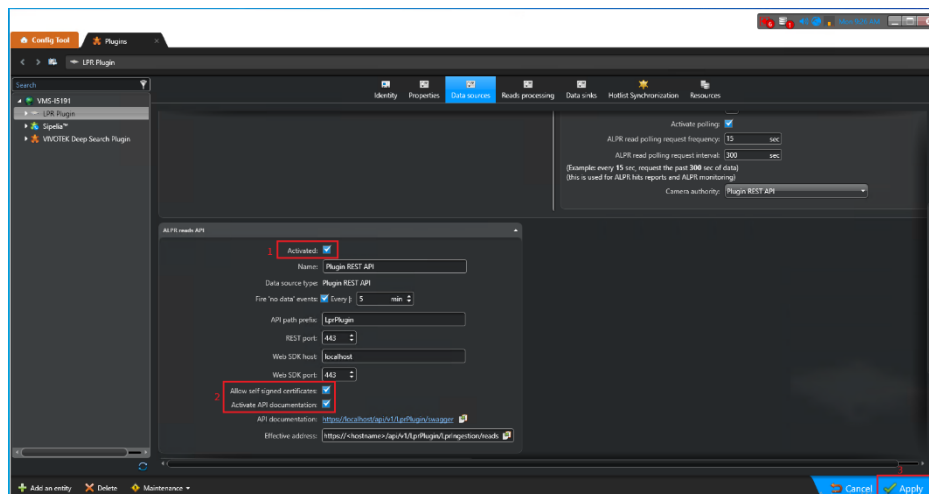 Config Tool
Plugins
LPR Plugin
Search
VMS-IS191
LPR Plugin
Sipelia™
VIVOTEK Deep Search Plugin
Identity
Properties
Data sources
Reads processing
Data sinks
Hotlist Synchronization
Resources
Activate polling:
ALPR read polling request frequency: 15 sec
ALPR read polling request interval: 300 sec
(Example: every 15 sec, request the past 300 sec of data)
(this is used for ALPR hits reports and ALPR monitoring)
Camera authority: Plugin REST API
ALPR reads API
1 Activated:
Name: Plugin REST API
Data source type: Plugin REST API
Fire 'no data' events: Every 5 min
API path prefix: LprPlugin
REST port: 443
Web SDK host: localhost
Web SDK port: 443
Allow self signed certificates:
2
Activate API documentation:
API documentation: https://localhost/api/v1/LprPlugin/swagger
Effective address: https://<hostname>/api/v1/LprPlugin/lpringestion/reads
3
Add an entity
Delete
Maintenance
Cancel
Apply